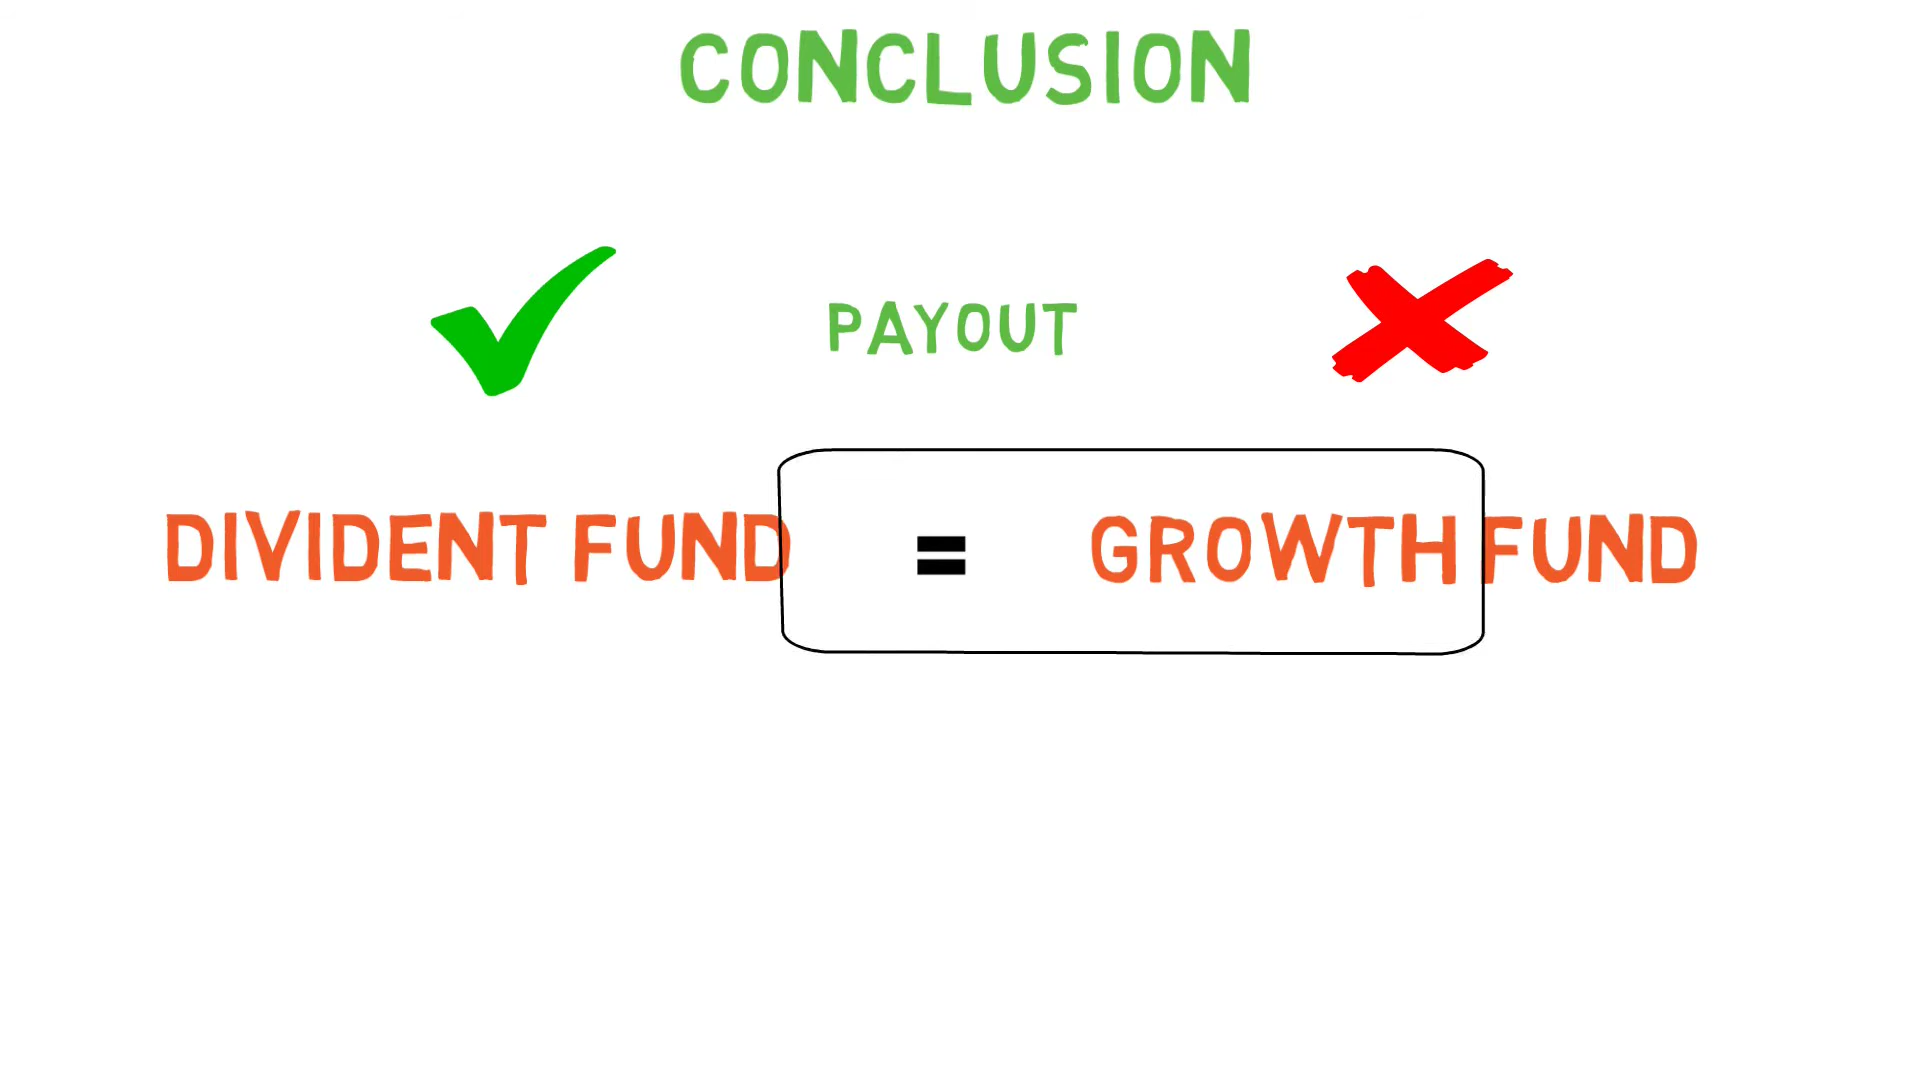 CONCLUSION
PAYOUT
DIVIDENT FUND = GROWTH FUND